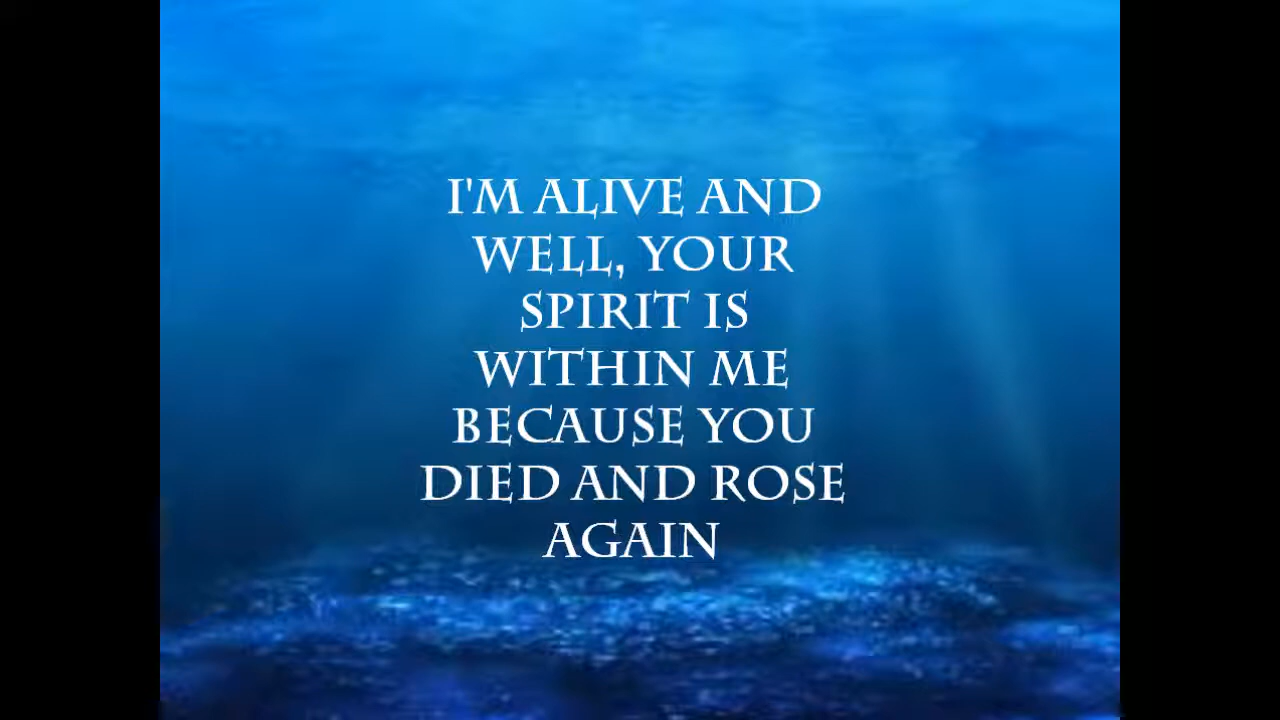 I'M ALIVE AND
WELL, YOUR
SPIRIT IS
WITHIN ME
BECAUSE YOU
DIED AND ROSE
AGAIN